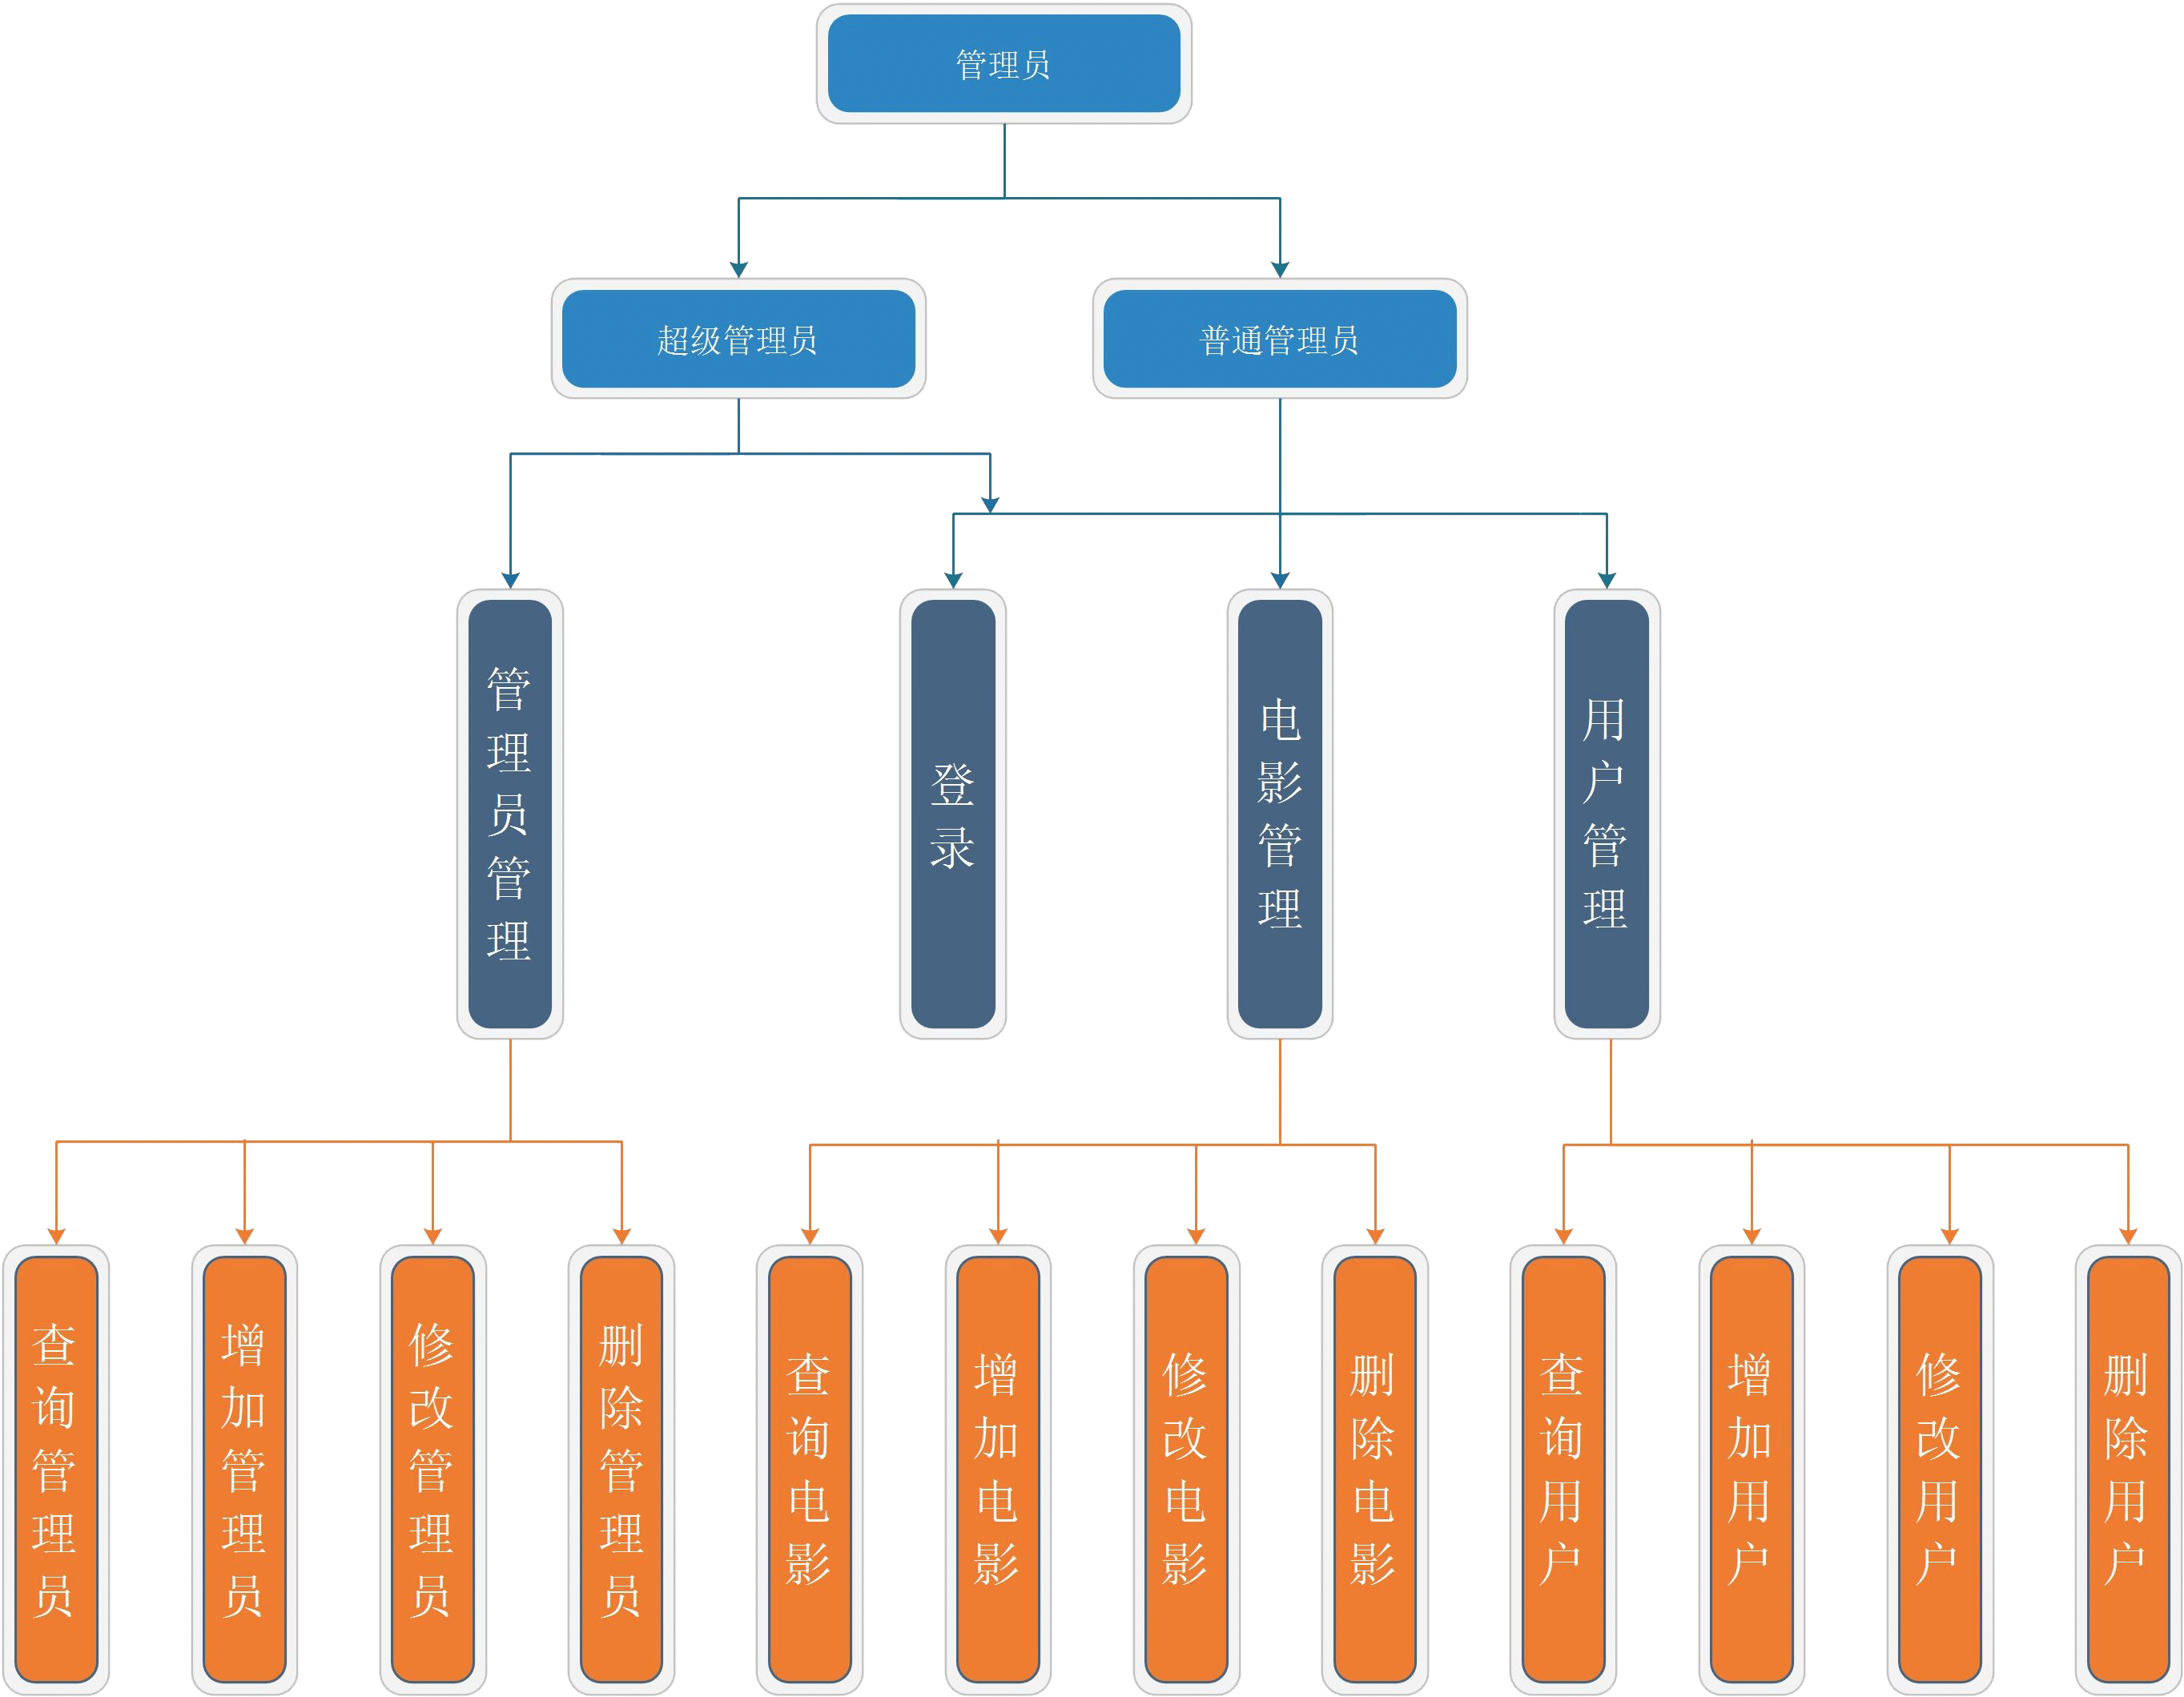 管理员
超级管理员
普通管理员
管理员管理
登录
电影管理
用户管理
查询管理员
增加管理员
修改管理员
删除管理员
查询电影
增加电影
修改电影
删除电影
查询用户
增加用户
修改用户
删除用户